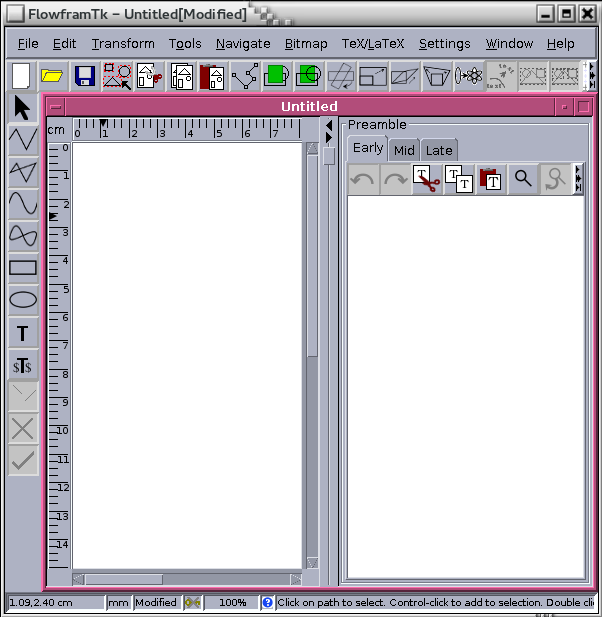 FlowframTk – Untitled[Modified]
File Edit Transform Tools Navigate Bitmap TeX/LaTeX Settings Window Help
Untitled
cm
0 1 2 3 4 5 6 7
Preamble
Early Mid Late
T T T T
0
1
2
3
4
5
6
7
8
9
10
11
12
13
14
T
$T$
1.09,2.40 cm mm Modified 100% ? Click on path to select. Control-click to add to selection. Double cli